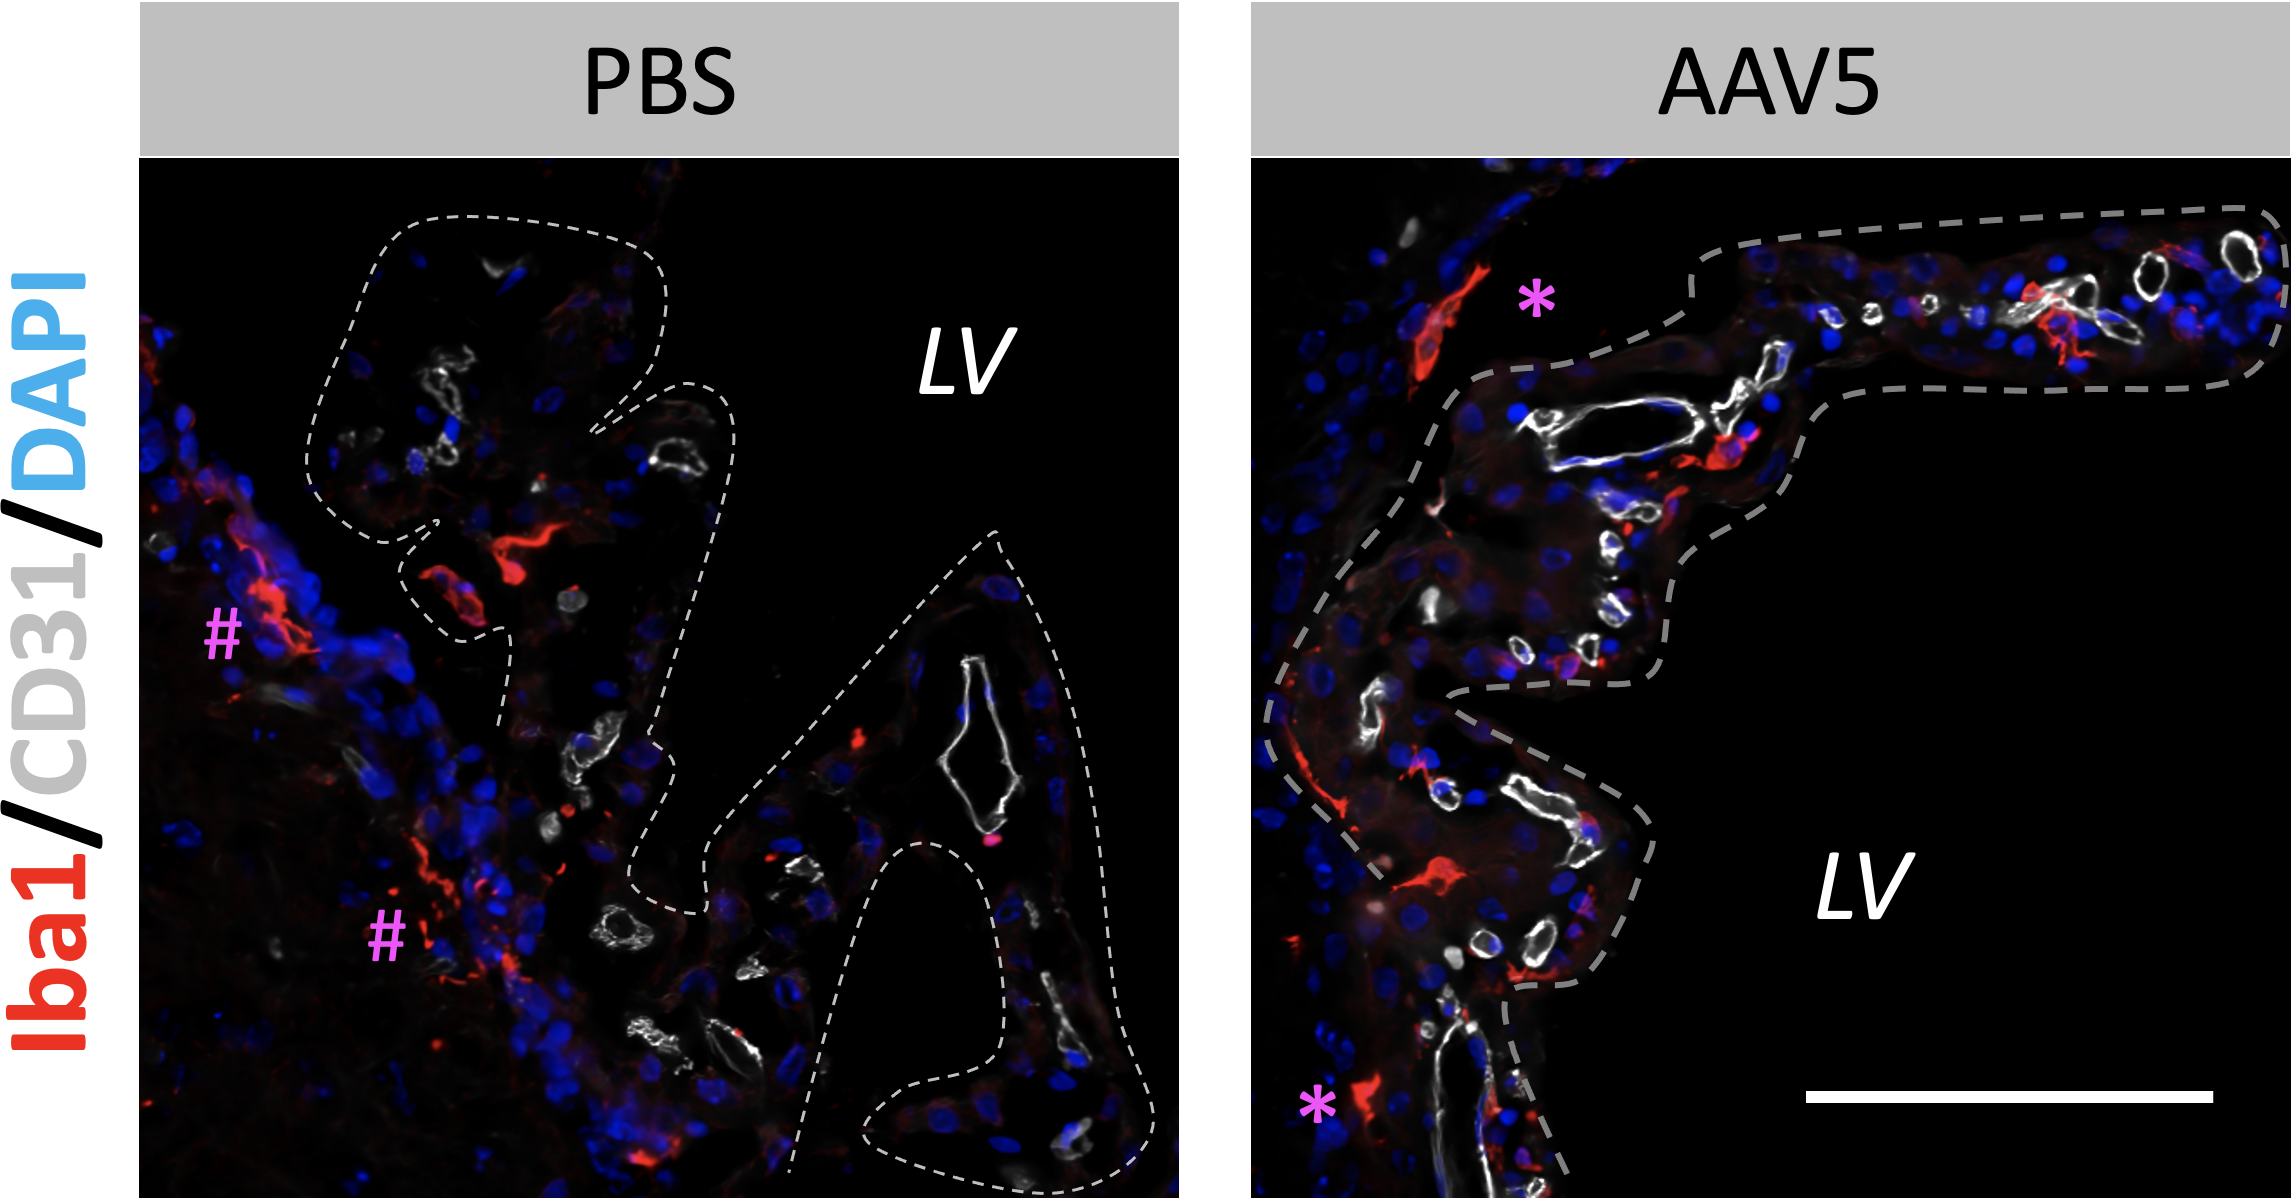 PBS
AAV5
Iba1/CD31/DAPI
LV
*
#
#
LV
*